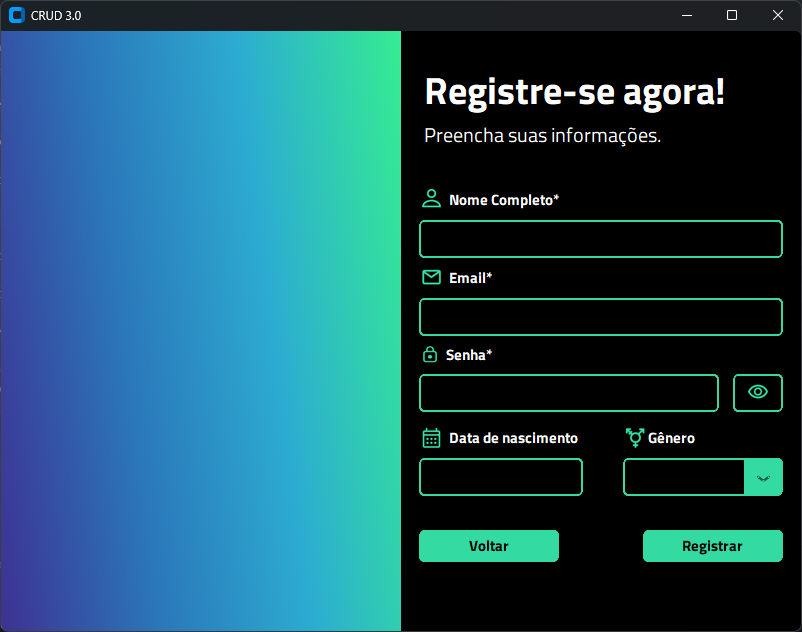 CRUD 3.0
Registre-se agora!
Preencha suas informações.
Nome Completo*
Email*
Senha*
Data de nascimento
Gênero
Voltar
Registrar